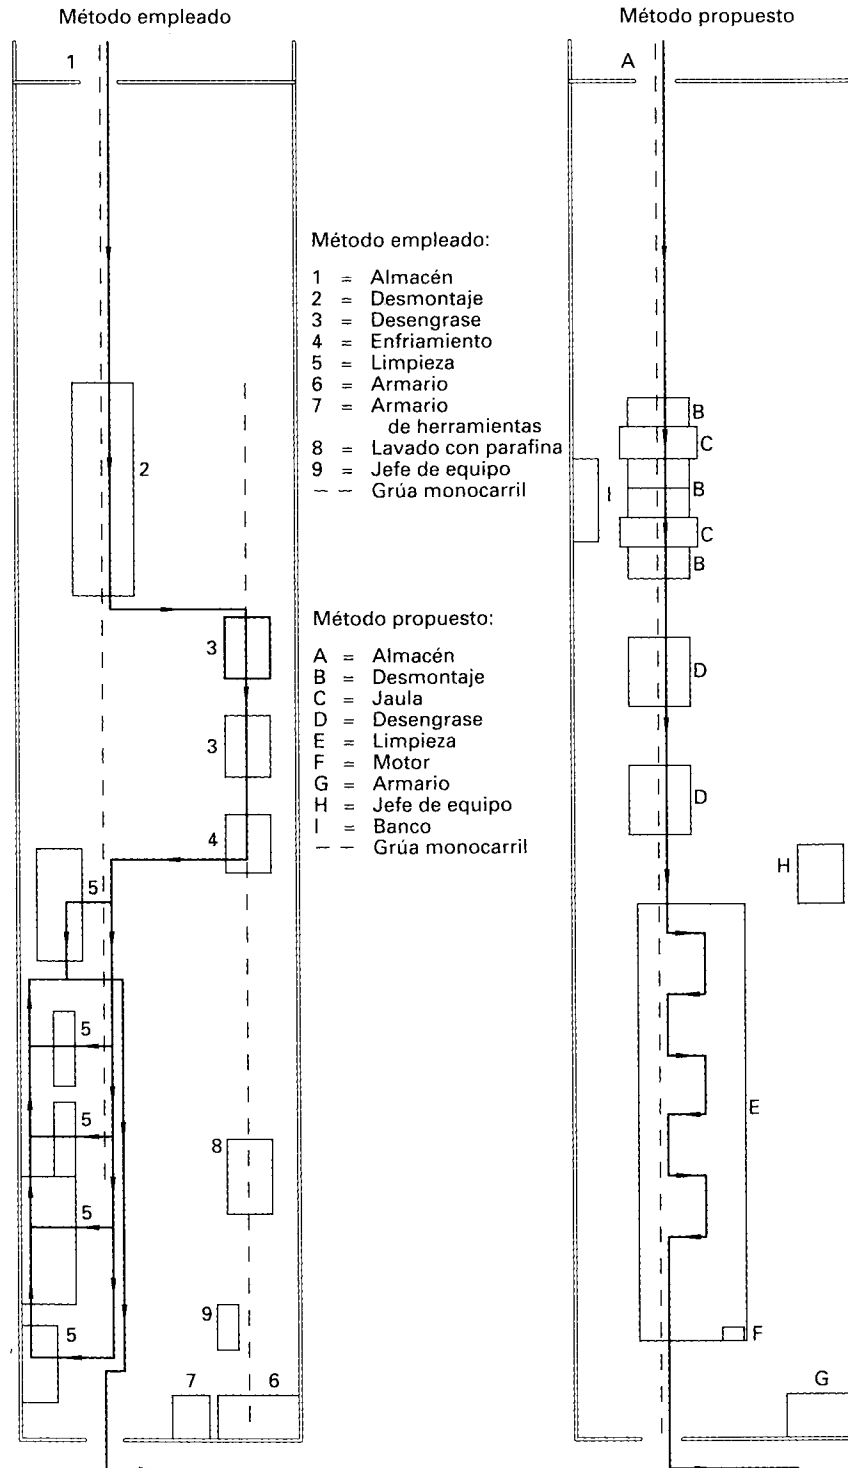 Método empleado
Método propuesto
1
A
Método empleado:
1 = Almacén
2 = Desmontaje
3 = Desengrase
4 = Enfriamiento
5 = Limpieza
6 = Armario
7 = Armario
de herramientas
8 = Lavado con parafina
9 = Jefe de equipo
-- Grúa monocarril
2
3
3
4
5
5
5
5
5
8
9
7
6
Método propuesto:
A = Almacén
B = Desmontaje
C = Jaula
D = Desengrase
E = Limpieza
F = Motor
G = Armario
H = Jefe de equipo
I = Banco
-- Grúa monocarril
B
C
I
B
C
B
D
D
H
E
F
G